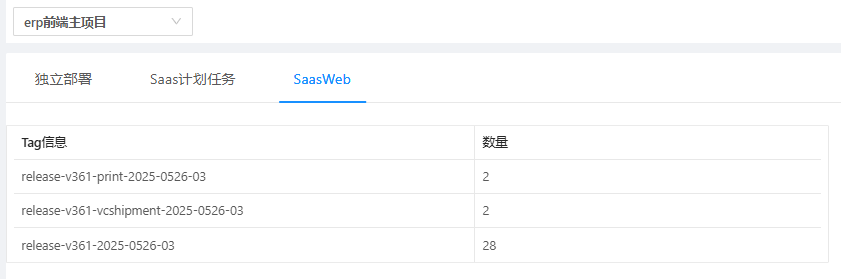 erp前端主项目
独立部署 Saas计划任务 SaasWeb
Tag信息 数量
release-v361-print-2025-0526-03 2
release-v361-vcshipment-2025-0526-03 2
release-v361-2025-0526-03 28